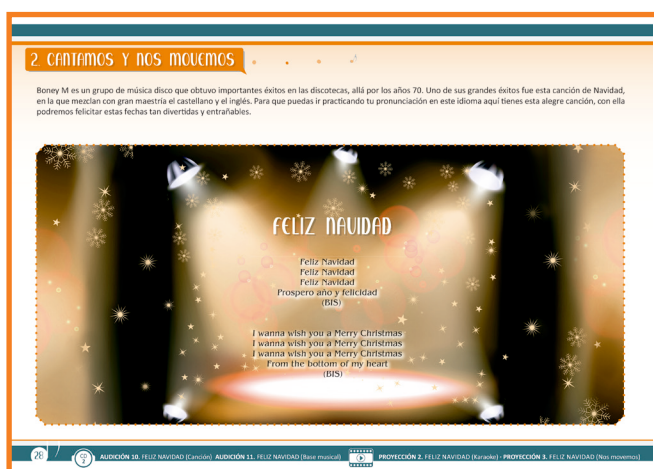 2. CANTAMOS Y NOS MOVEMOS
Boney M es un grupo de música disco que obtuvo importantes éxitos en las discotecas, allá por los años 70. Uno de sus grandes éxitos fue esta canción de Navidad,
en la que mezclan con gran maestría el castellano y el inglés. Para que puedas ir practicando tu pronunciación en este idioma aquí tienes esta alegre canción, con ella
podremos felicitar estas fechas tan divertidas y entrañables.
FELIZ NAVIDAD
Feliz Navidad
Feliz Navidad
Feliz Navidad
Prospero año y felicidad
(BIS)
I wanna wish you a Merry Christmas
I wanna wish you a Merry Christmas
I wanna wish you a Merry Christmas
From the bottom of my heart
(BIS)
28 CD 2 AUDICIÓN 10. FELIZ NAVIDAD (Canción) AUDICIÓN 11. FELIZ NAVIDAD (Base musical) PROYECCIÓN 2. FELIZ NAVIDAD (Karaoke) - PROYECCIÓN 3. FELIZ NAVIDAD (Nos movemos)